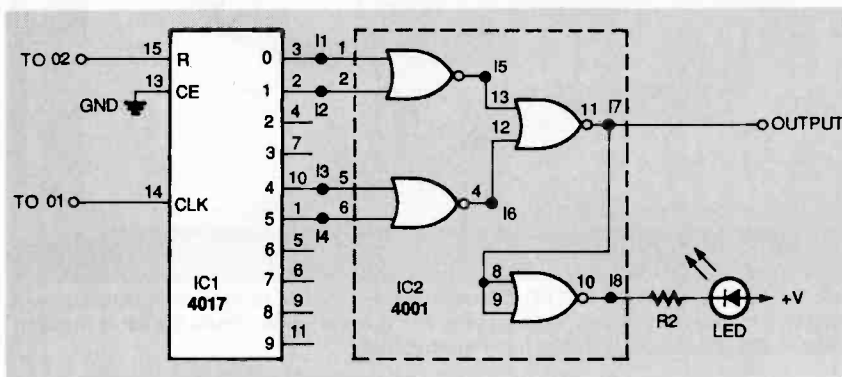 TO 02 15 R 0 3 I1 1
13 CE 1 2 2 I5
GND I2 13
2 4 11 I7 OUTPUT
3 7 12
I3
4 10 5 4
TO 01 14 CLK 5 1 6 I6
I4
6 5
7 6
8 10 I8 +V
IC1 IC2
4017 8 9 4001 9 R2 LED
9 11